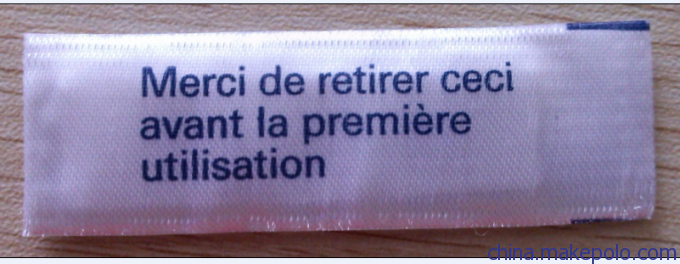 Merci de retirer ceci
avant la première
utilisation
china.makepolo.com